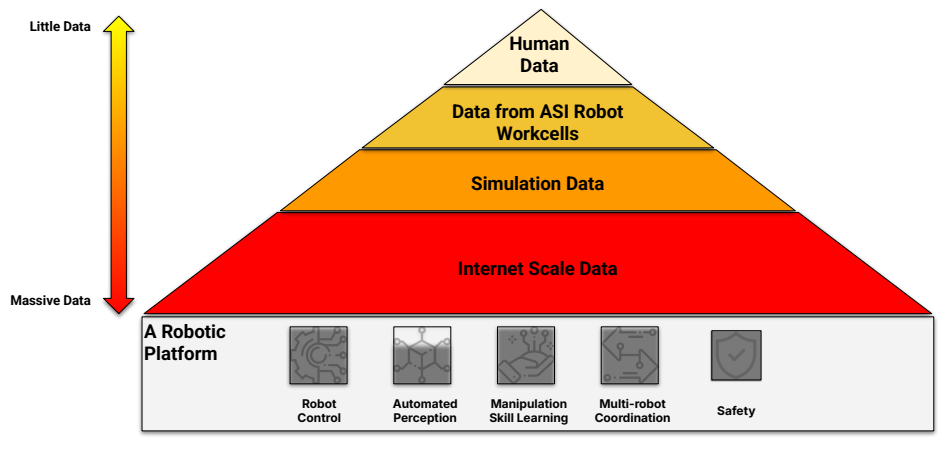 Little Data
Human
Data
Data from ASI Robot
Workcells
Simulation Data
Internet Scale Data
Massive Data
A Robotic
Platform
Robot
Control
Automated
Perception
Manipulation
Skill Learning
Multi-robot
Coordination
Safety